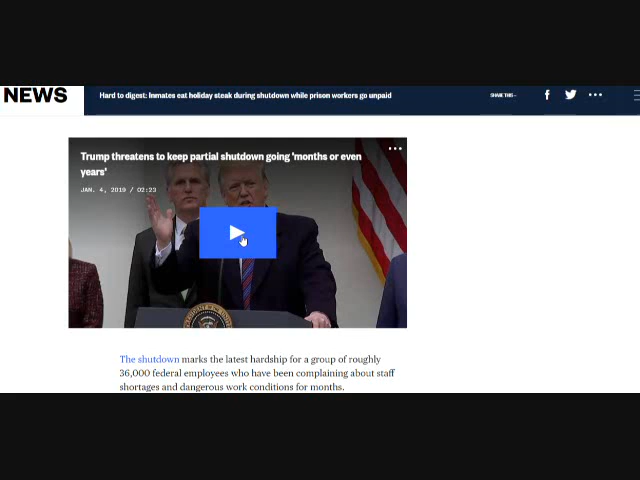 NEWS
Hard to digest: Inmates eat holiday steak during shutdown while prison workers go unpaid
SHARE THIS —
Trump threatens to keep partial shutdown going 'months or even
years'
JAN. 4, 2019 / 02:23
The shutdown marks the latest hardship for a group of roughly
36,000 federal employees who have been complaining about staff
shortages and dangerous work conditions for months.